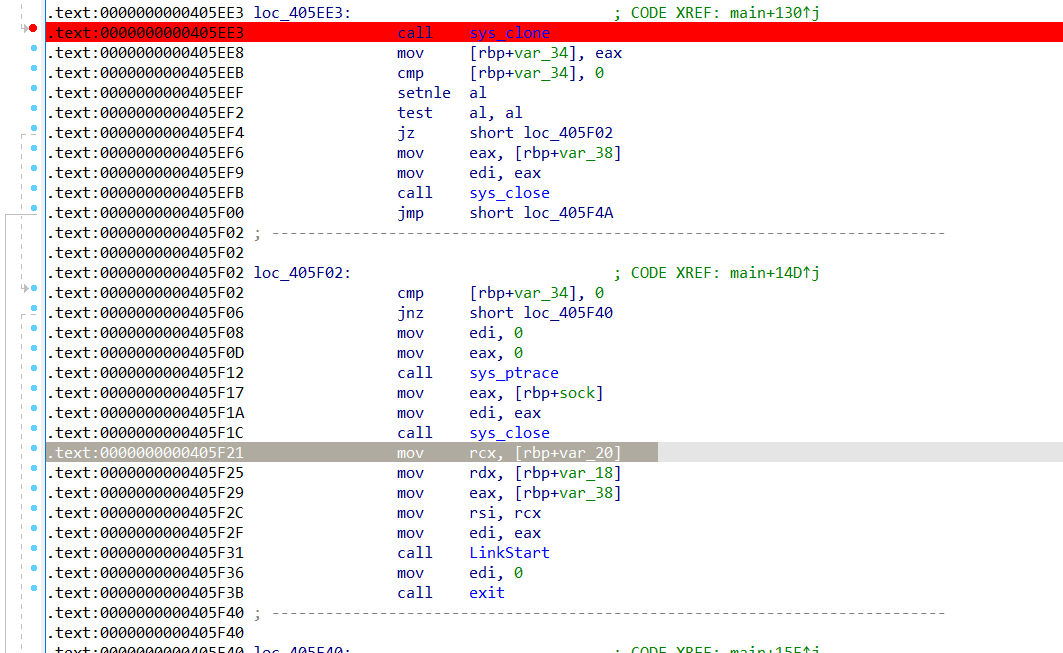 .text:0000000000405EE3 loc_405EE3: ; CODE XREF: main+130↑j
.text:0000000000405EE3 call sys_clone
.text:0000000000405EE8 mov [rbp+var_34], eax
.text:0000000000405EEB cmp [rbp+var_34], 0
.text:0000000000405EEF setnle al
.text:0000000000405EF2 test al, al
.text:0000000000405EF4 jz short loc_405F02
.text:0000000000405EF6 mov eax, [rbp+var_38]
.text:0000000000405EF9 mov edi, eax
.text:0000000000405EFB call sys_close
.text:0000000000405F00 jmp short loc_405F4A
.text:0000000000405F02 ; ---------------------------------------------------------------------------
.text:0000000000405F02
.text:0000000000405F02 loc_405F02: ; CODE XREF: main+14D↑j
.text:0000000000405F02 cmp [rbp+var_34], 0
.text:0000000000405F06 jnz short loc_405F40
.text:0000000000405F08 mov edi, 0
.text:0000000000405F0D mov eax, 0
.text:0000000000405F12 call sys_ptrace
.text:0000000000405F17 mov eax, [rbp+sock]
.text:0000000000405F1A mov edi, eax
.text:0000000000405F1C call sys_close
.text:0000000000405F21 mov rcx, [rbp+var_20]
.text:0000000000405F25 mov rdx, [rbp+var_18]
.text:0000000000405F29 mov eax, [rbp+var_38]
.text:0000000000405F2C mov rsi, rcx
.text:0000000000405F2F mov edi, eax
.text:0000000000405F31 call LinkStart
.text:0000000000405F36 mov edi, 0
.text:0000000000405F3B call exit
.text:0000000000405F40 ; ---------------------------------------------------------------------------
.text:0000000000405F40
.text:0000000000405F40 loc_405F40: ; CODE XREF: main+15F↑j